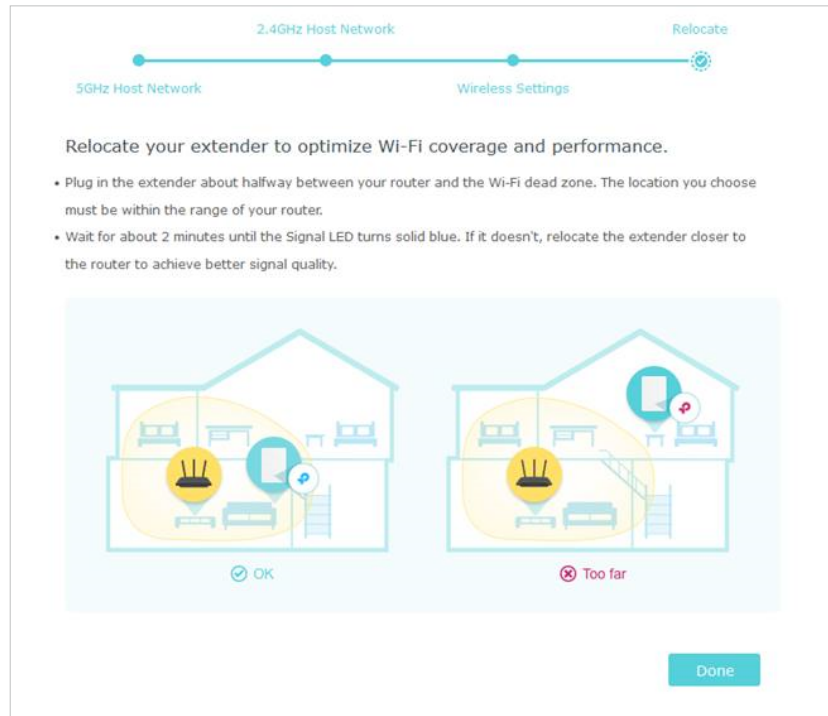 2.4GHz Host Network
Relocate
5GHz Host Network
Wireless Settings
Relocate your extender to optimize Wi-Fi coverage and performance.
• Plug in the extender about halfway between your router and the Wi-Fi dead zone. The location you choose
must be within the range of your router.
• Wait for about 2 minutes until the Signal LED turns solid blue. If it doesn't, relocate the extender closer to
the router to achieve better signal quality.
OK
Too far
Done